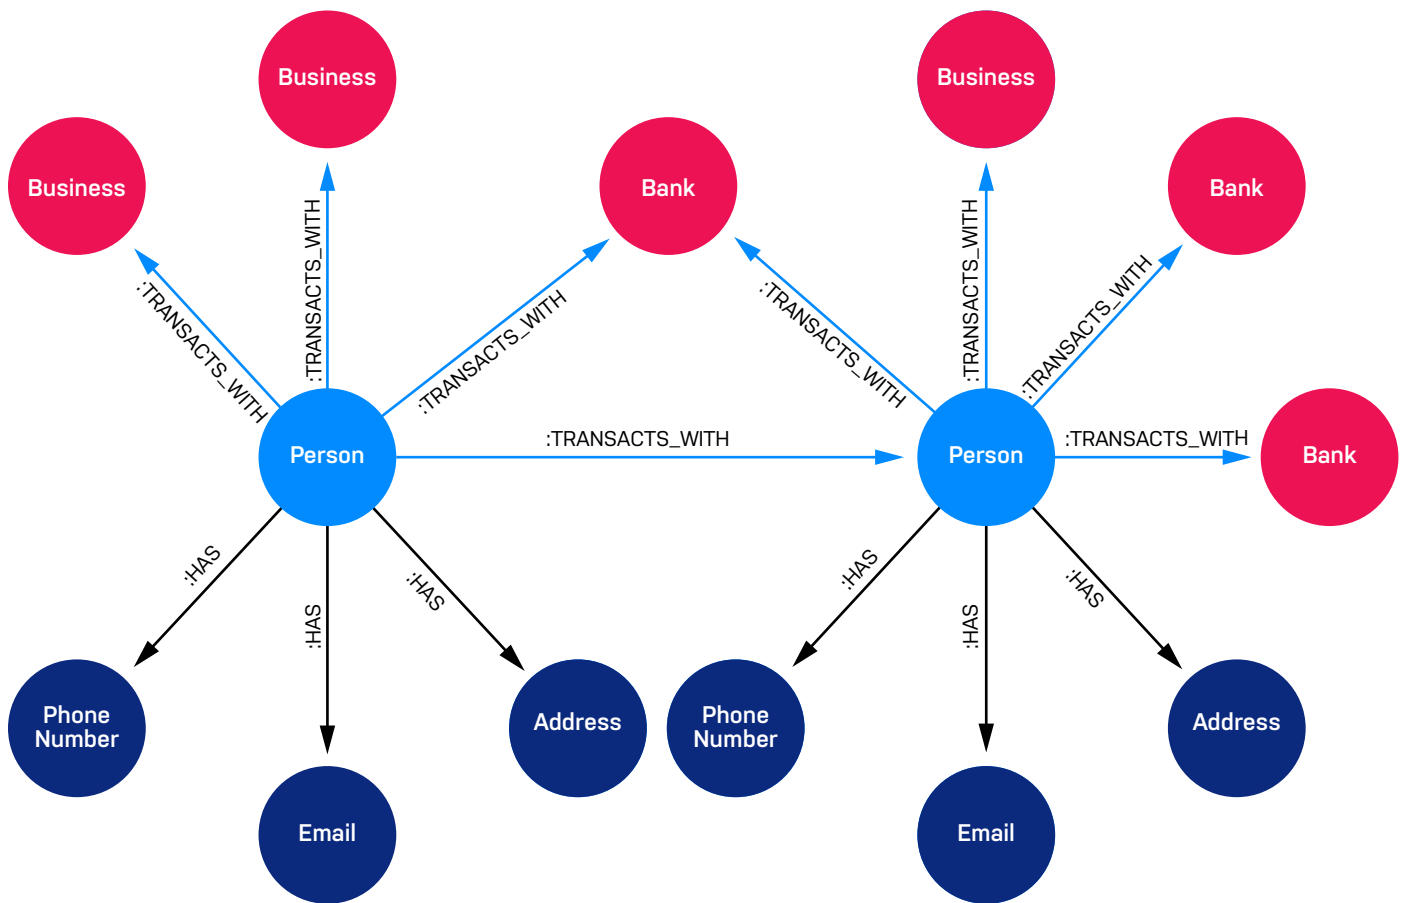 Business
Business
Business
Bank
Bank
:TRANSACTS_WITH
:TRANSACTS_WITH
:TRANSACTS_WITH
:TRANSACTS_WITH
:TRANSACTS_WITH
:TRANSACTS_WITH
Person
:TRANSACTS_WITH
Person
:TRANSACTS_WITH
Bank
:HAS
:HAS
:HAS
:HAS
:HAS
:HAS
Phone
Number
Address
Phone
Number
Address
Email
Email